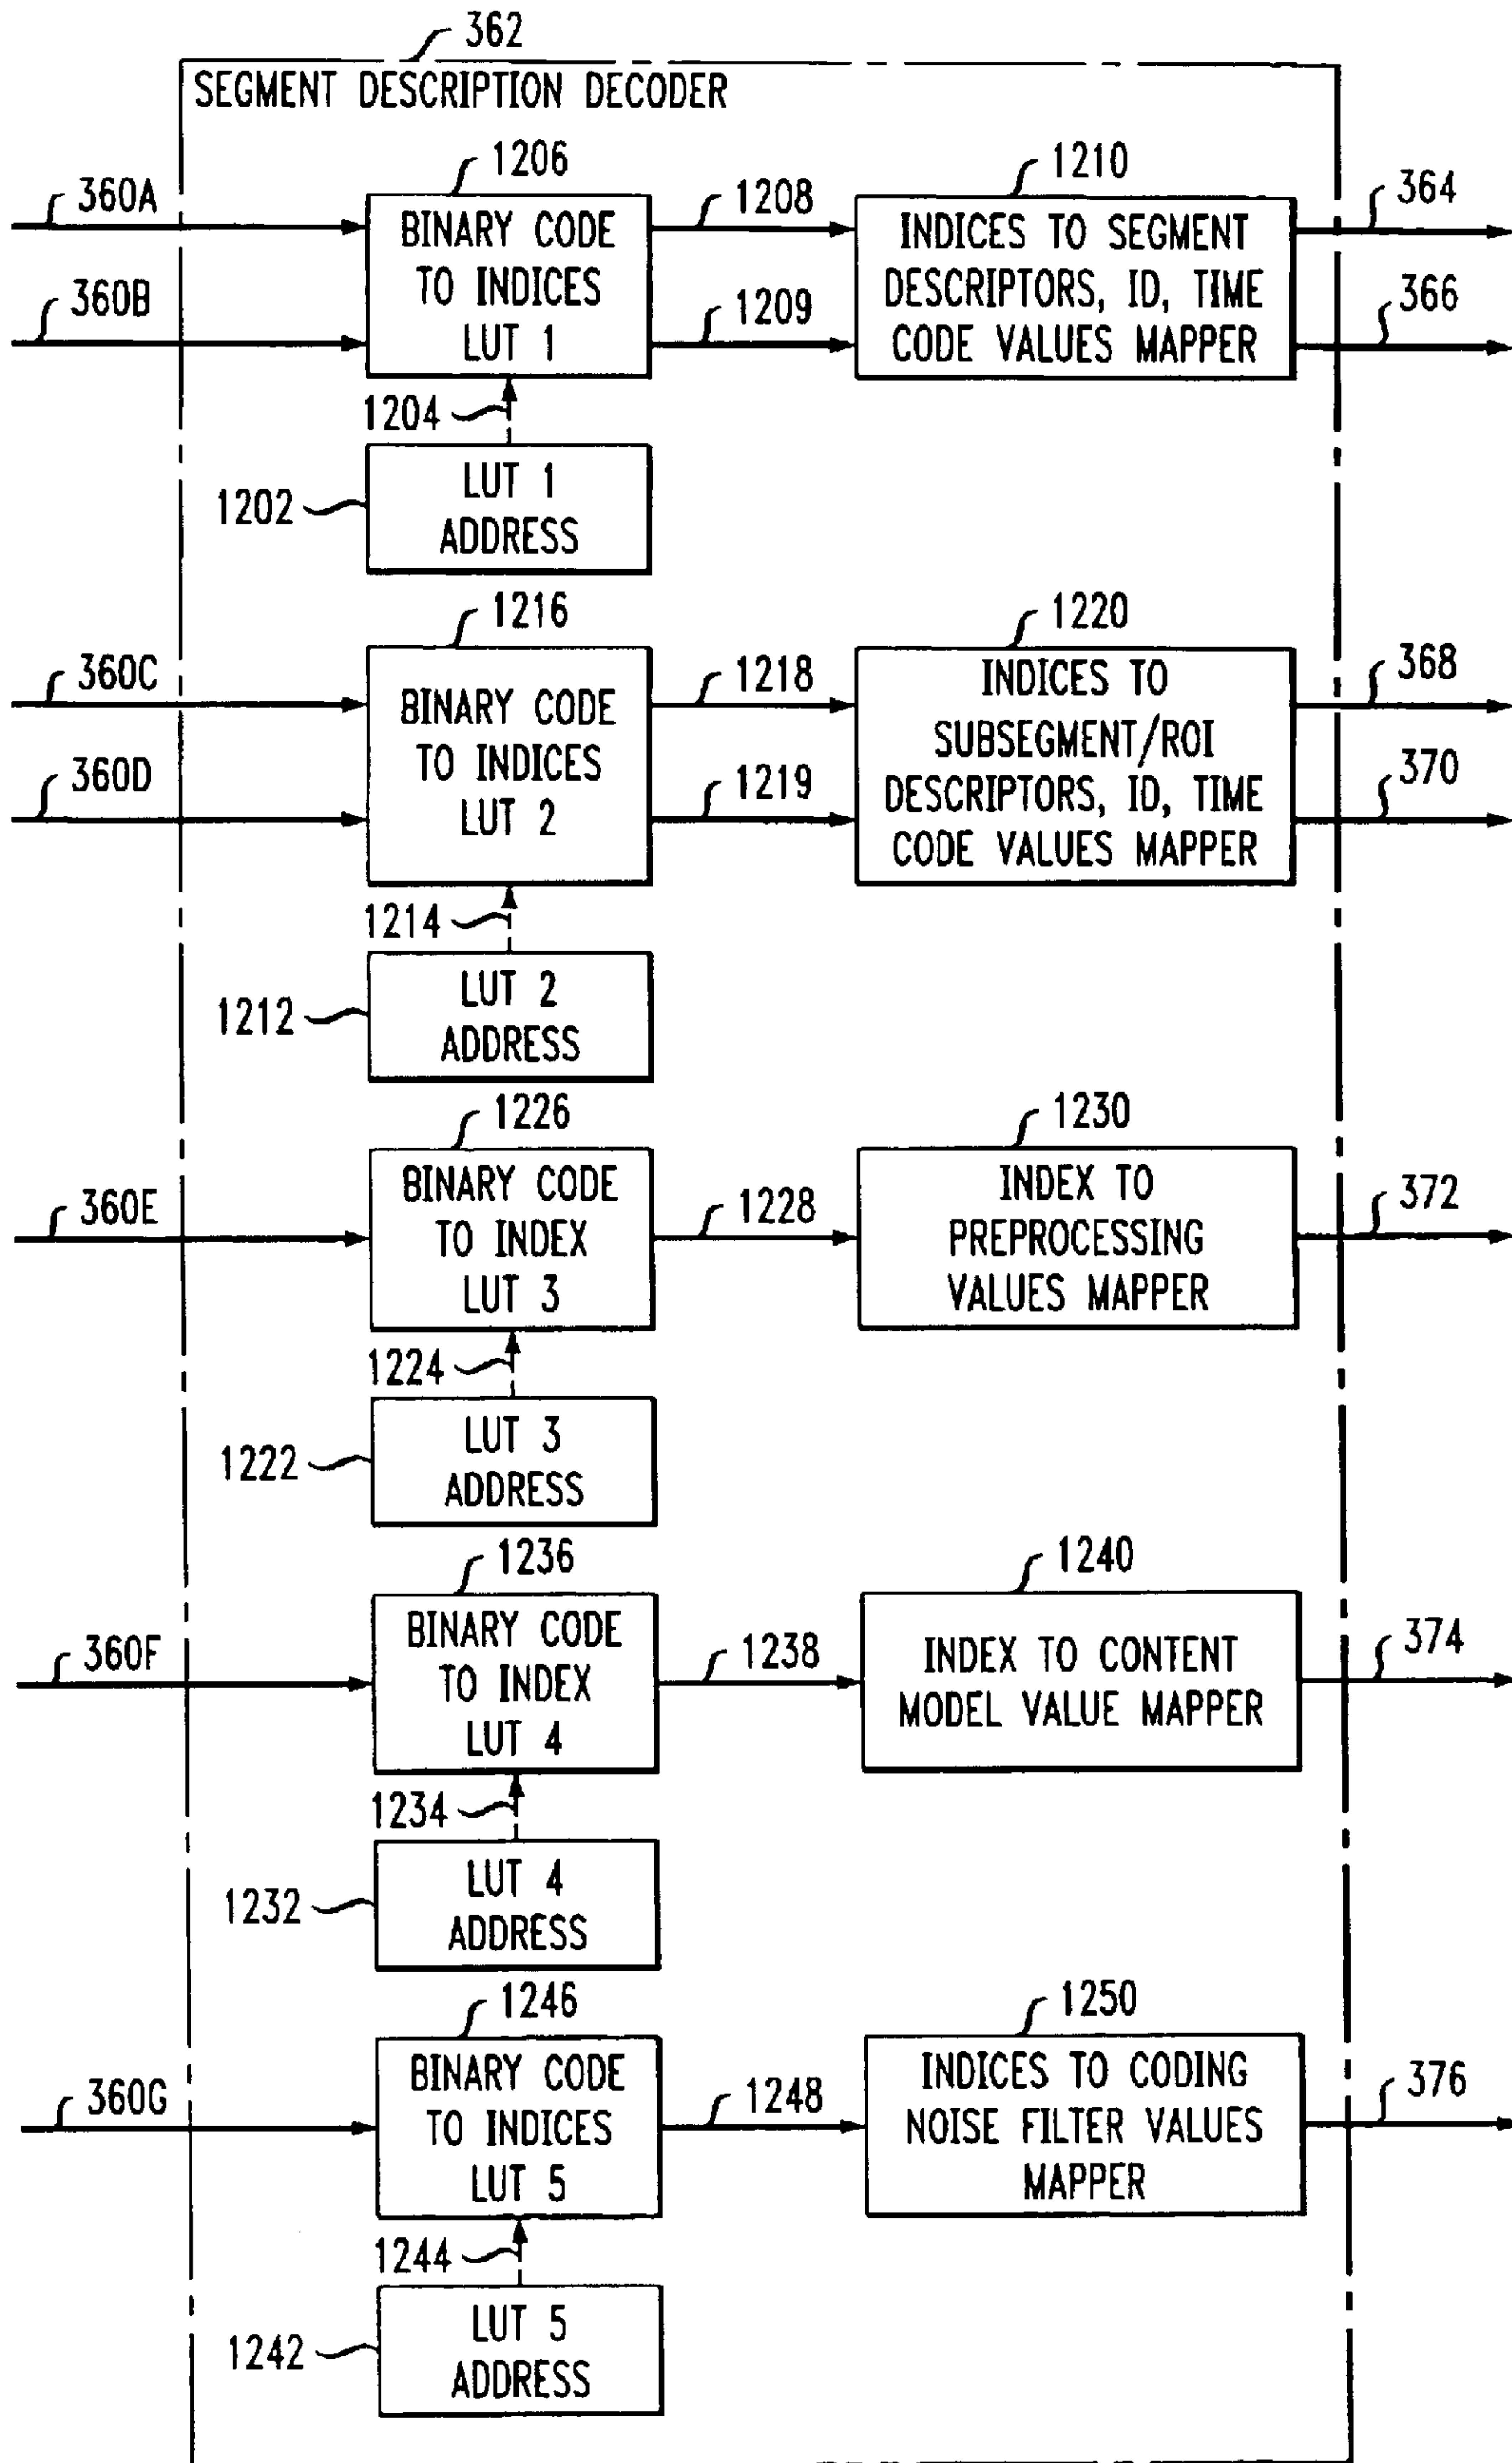 362
SEGMENT DESCRIPTION DECODER
1206
1210
360A
1208
364
BINARY CODE
TO INDICES
LUT 1
INDICES TO SEGMENT
DESCRIPTORS, ID, TIME
CODE VALUES MAPPER
360B
1209
366
1204
1202
LUT 1
ADDRESS
1216
1220
360C
1218
368
BINARY CODE
TO INDICES
LUT 2
INDICES TO
SUBSEGMENT/ROI
DESCRIPTORS, ID, TIME
CODE VALUES MAPPER
360D
1219
370
1214
1212
LUT 2
ADDRESS
1226
1230
360E
1228
372
BINARY CODE
TO INDEX
LUT 3
INDEX TO
PREPROCESSING
VALUES MAPPER
1224
1222
LUT 3
ADDRESS
1236
1240
360F
1238
374
BINARY CODE
TO INDEX
LUT 4
INDEX TO CONTENT
MODEL VALUE MAPPER
1234
1232
LUT 4
ADDRESS
1246
1250
360G
1248
376
BINARY CODE
TO INDICES
LUT 5
INDICES TO CODING
NOISE FILTER VALUES
MAPPER
1244
1242
LUT 5
ADDRESS